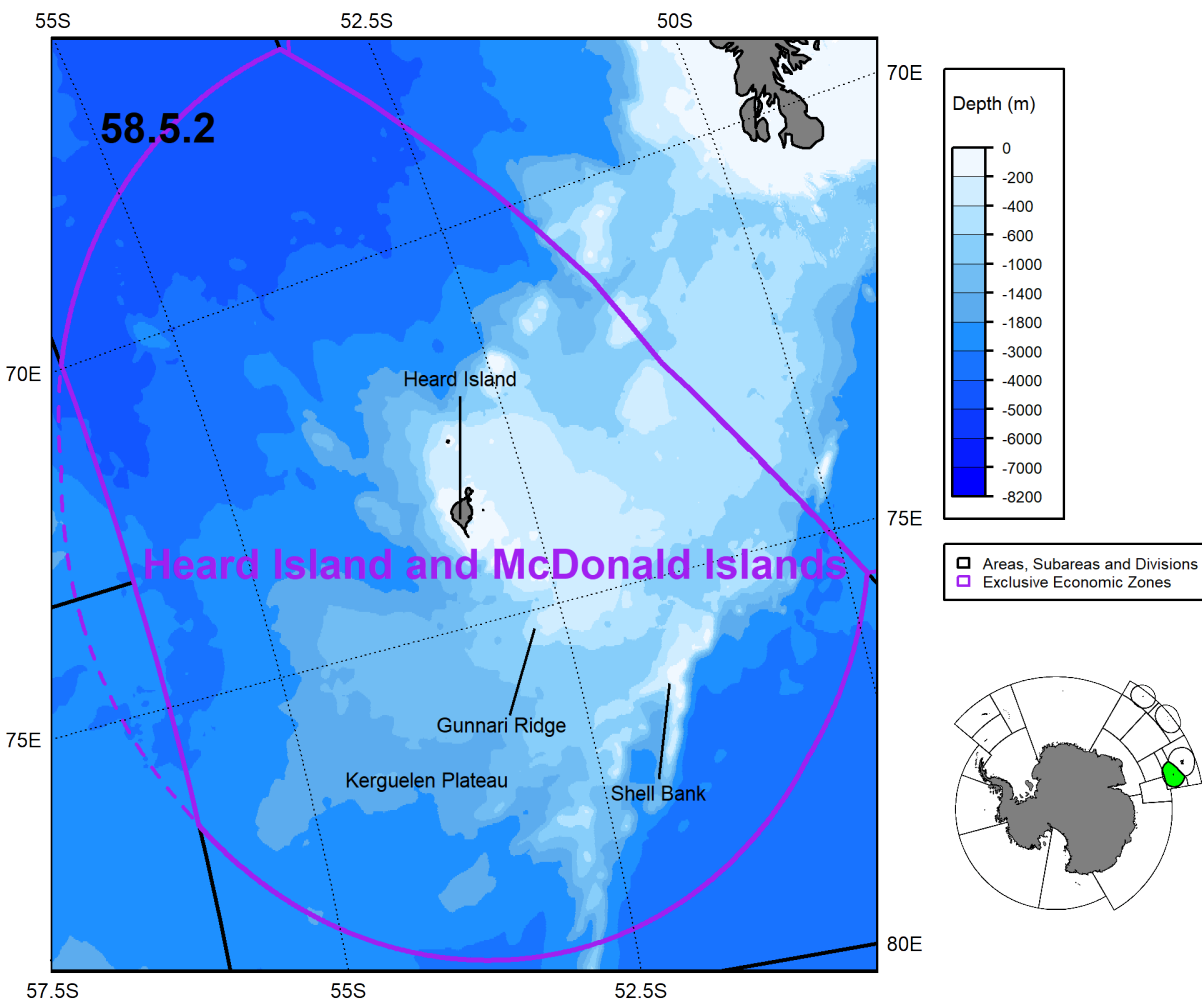 55S
52.5S
50S
70E
58.5.2
Depth (m)
0
-200
-400
-600
-1000
-1400
-1800
-3000
-4000
-5000
-6000
-7000
-8200
70E
Heard Island
75E
Heard Island and McDonald Islands
Areas, Subareas and Divisions
Exclusive Economic Zones
Gunnari Ridge
75E
Kerguelen Plateau
Shell Bank
80E
57.5S
55S
52.5S